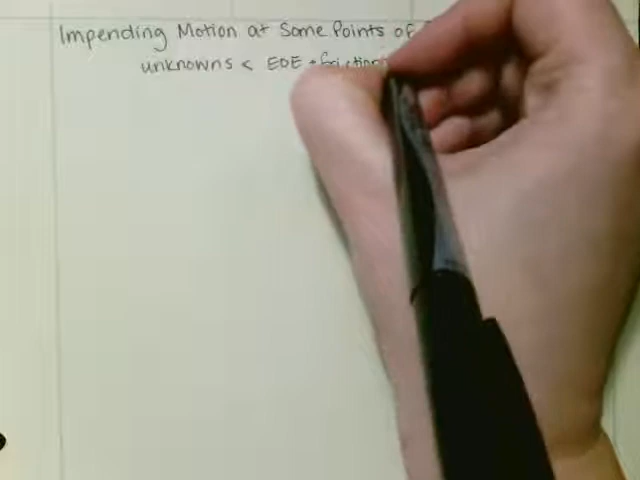 Impending Motion at Some Points of
unknowns < EOE + friction